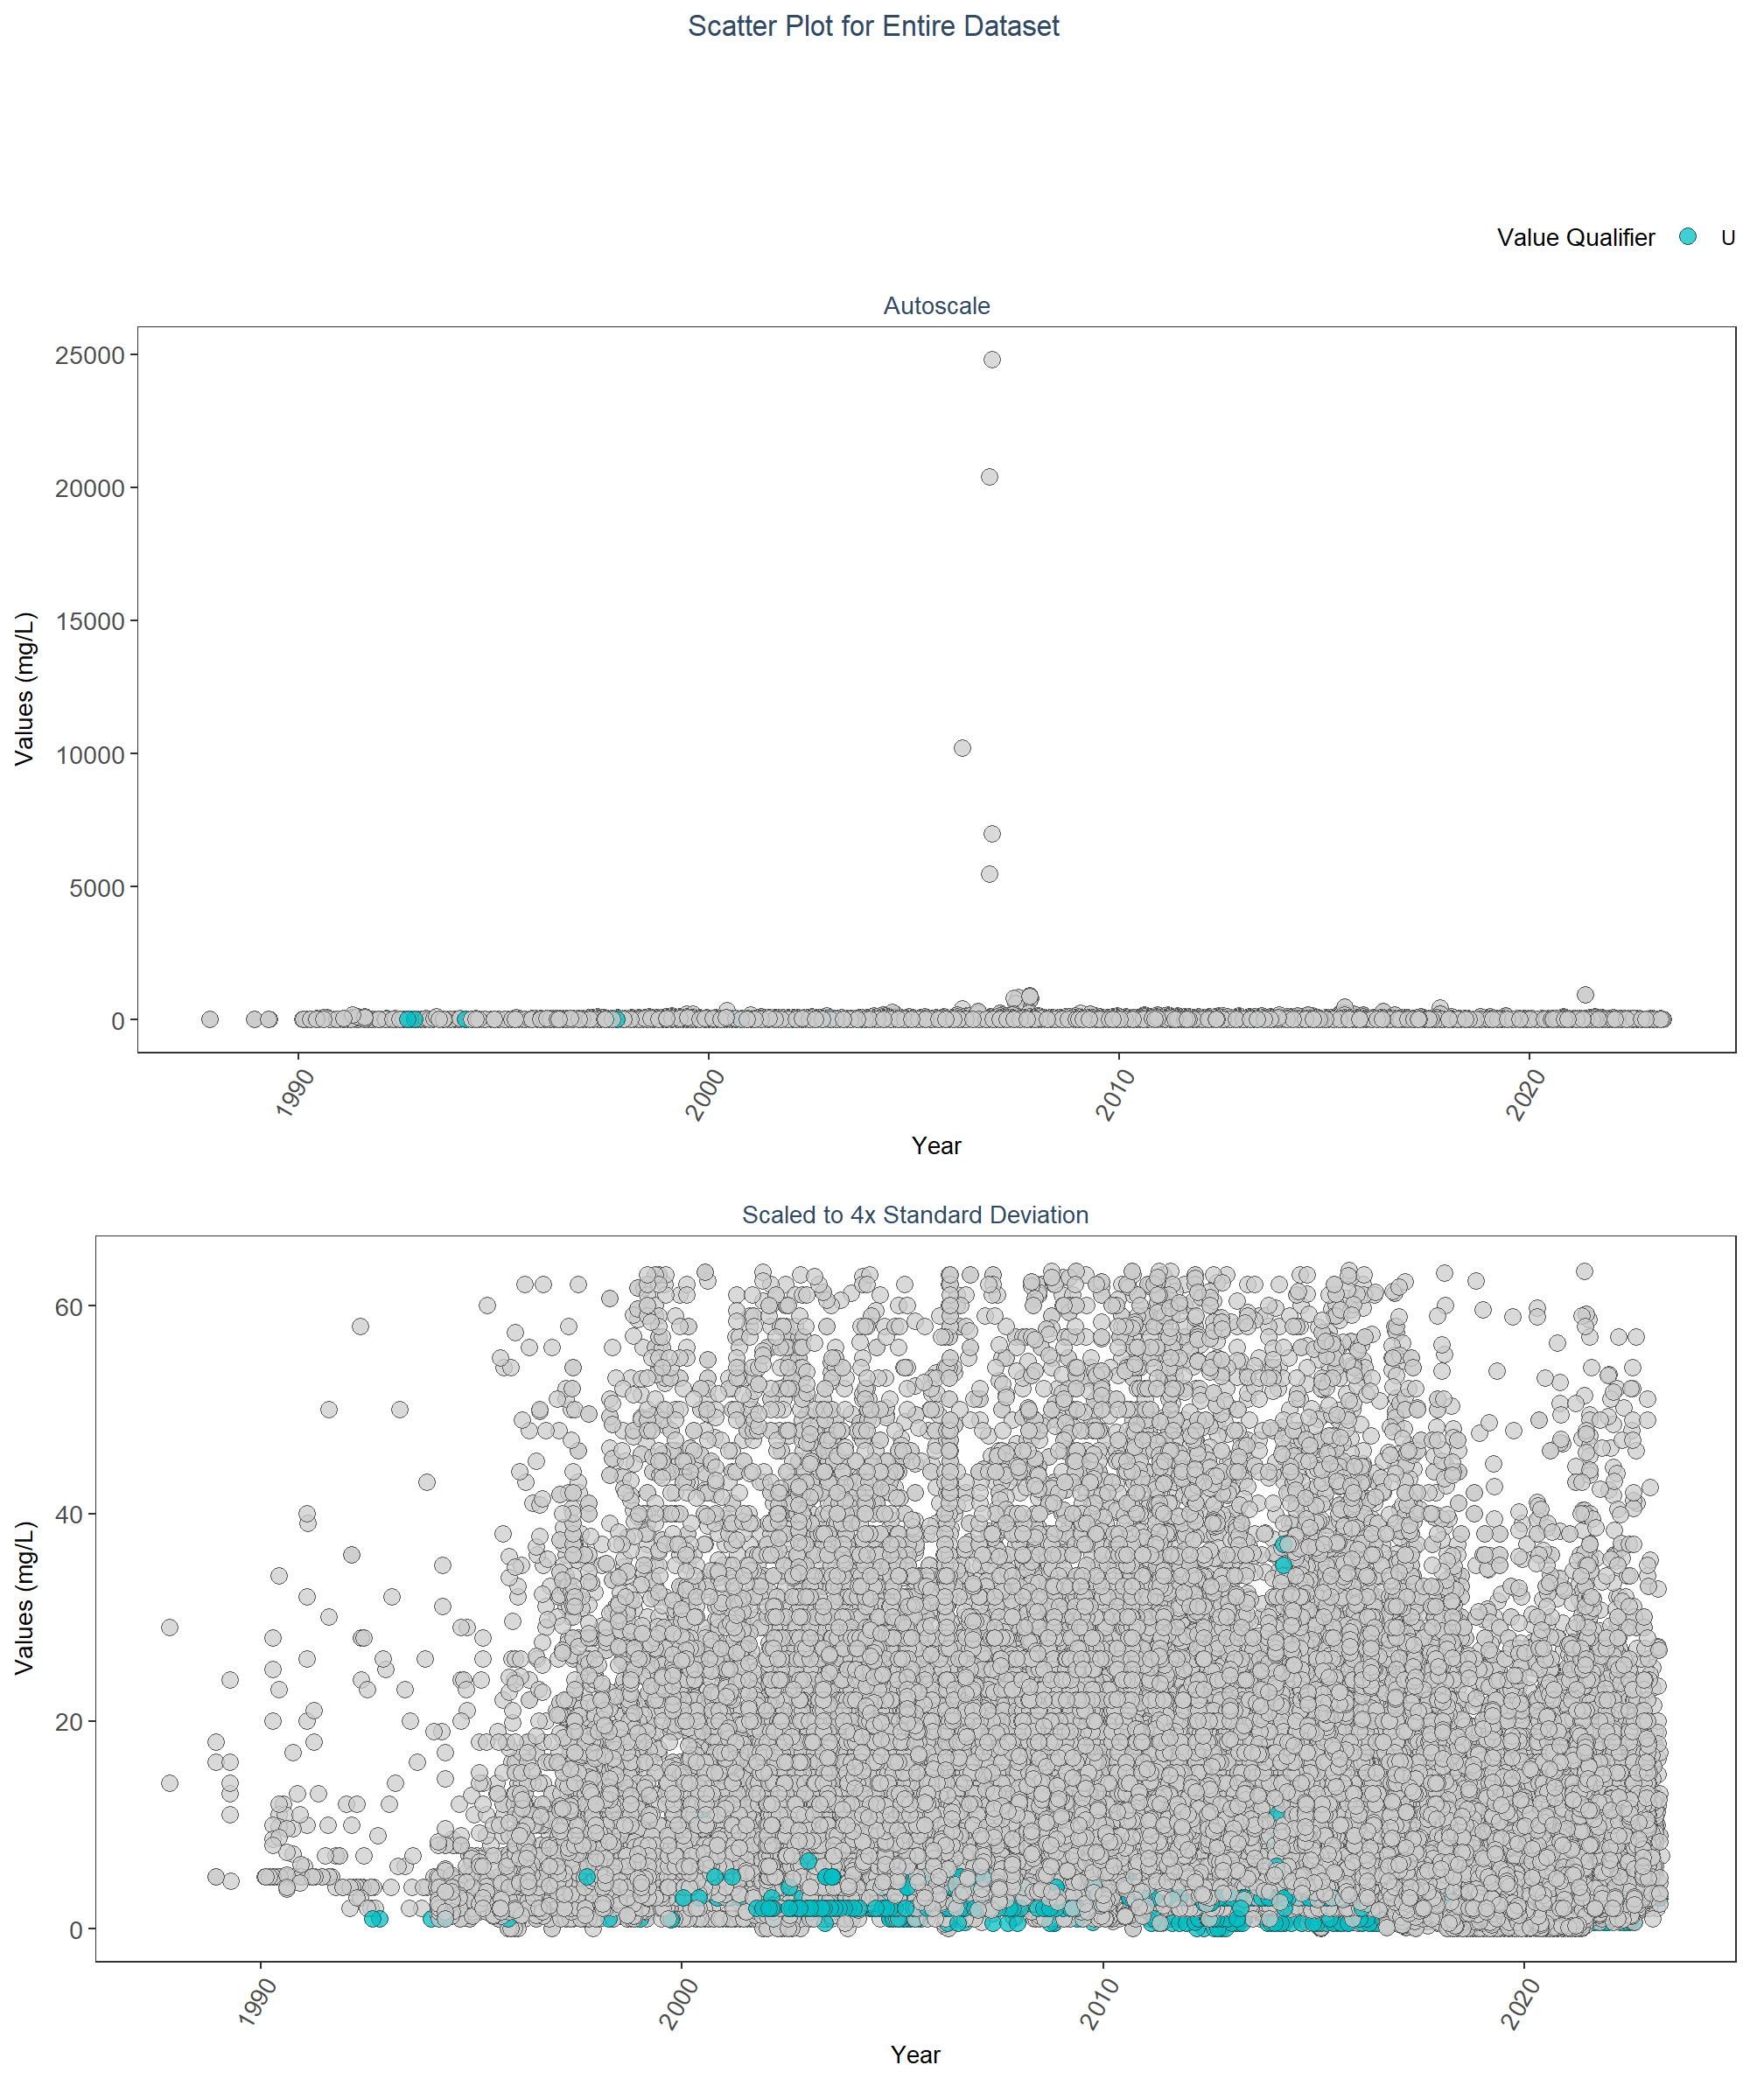 Scatter Plot for Entire Dataset
Value Qualifier U
Autoscale
25000
20000
15000
10000
5000
0
Values (mg/L)
1990 2000 2010 2020
Year
Scaled to 4x Standard Deviation
60
40
20
0
Values (mg/L)
1990 2000 2010 2020
Year